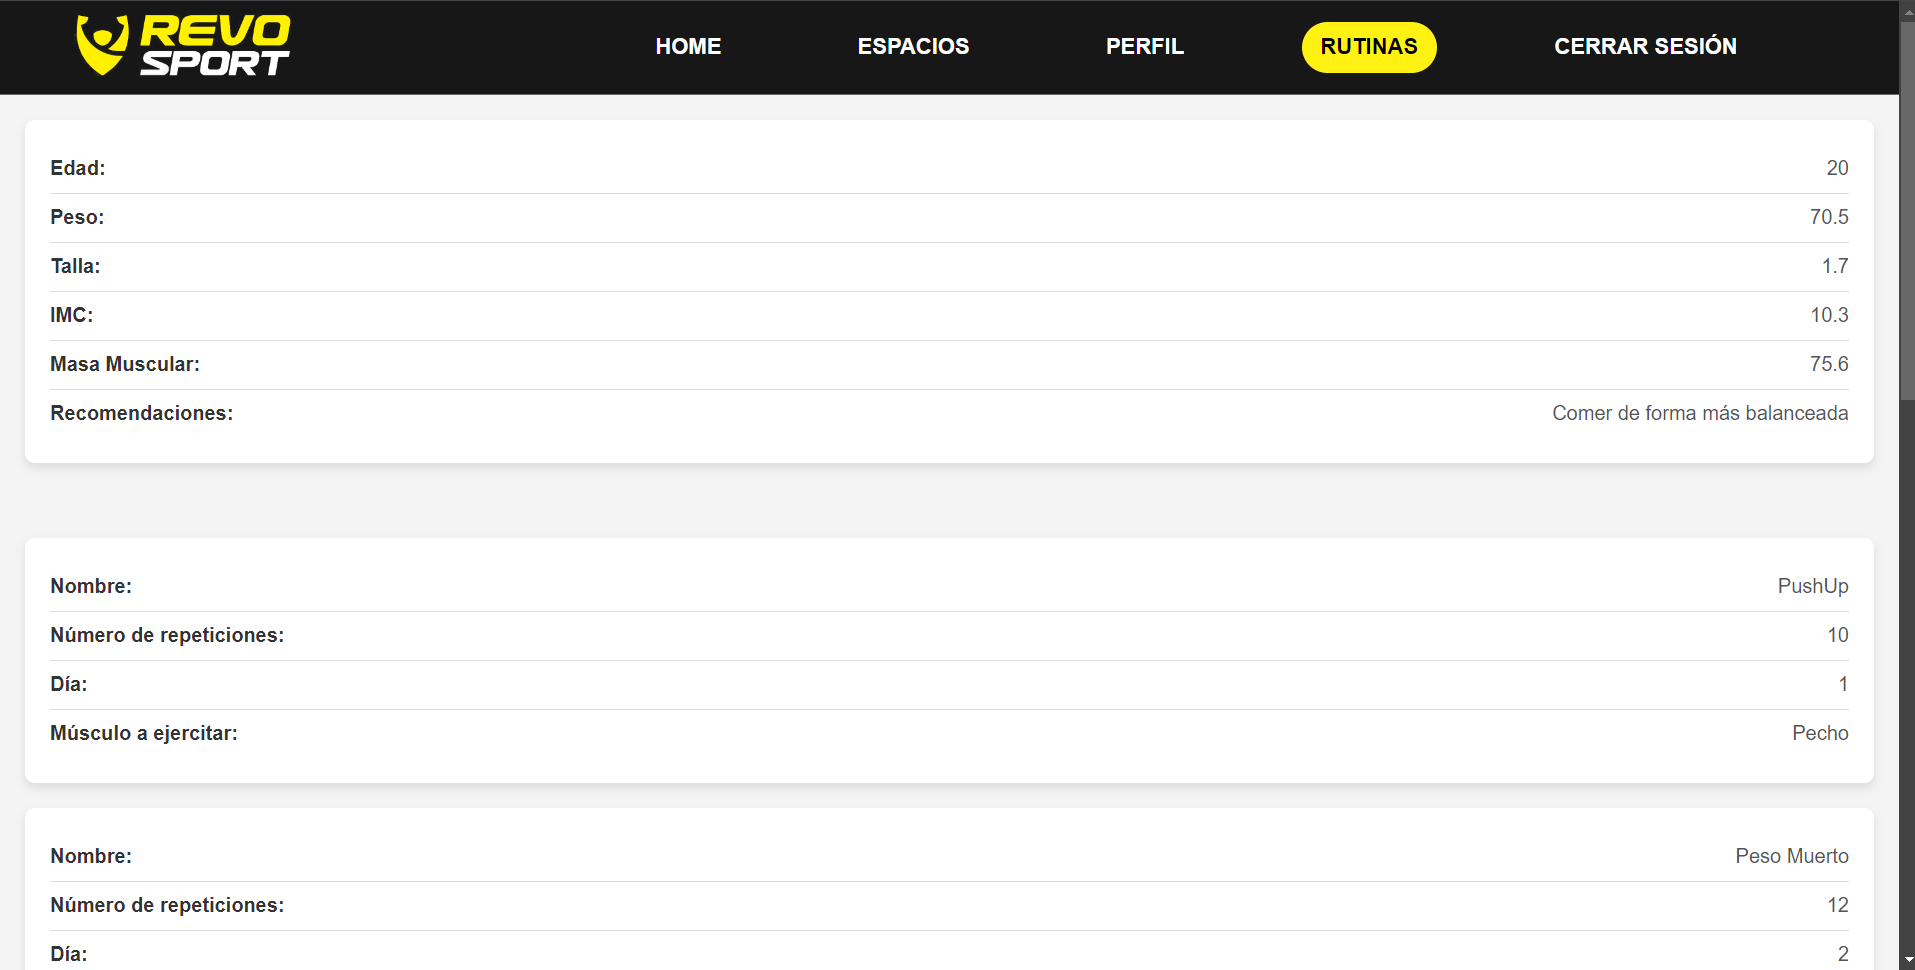 REVO
SPORT
HOME ESPACIOS PERFIL RUTINAS CERRAR SESIÓN
Edad: 20
Peso: 70.5
Talla: 1.7
IMC: 10.3
Masa Muscular: 75.6
Recomendaciones: Comer de forma más balanceada
Nombre: PushUp
Número de repeticiones: 10
Día: 1
Músculo a ejercitar: Pecho
Nombre: Peso Muerto
Número de repeticiones: 12
Día: 2